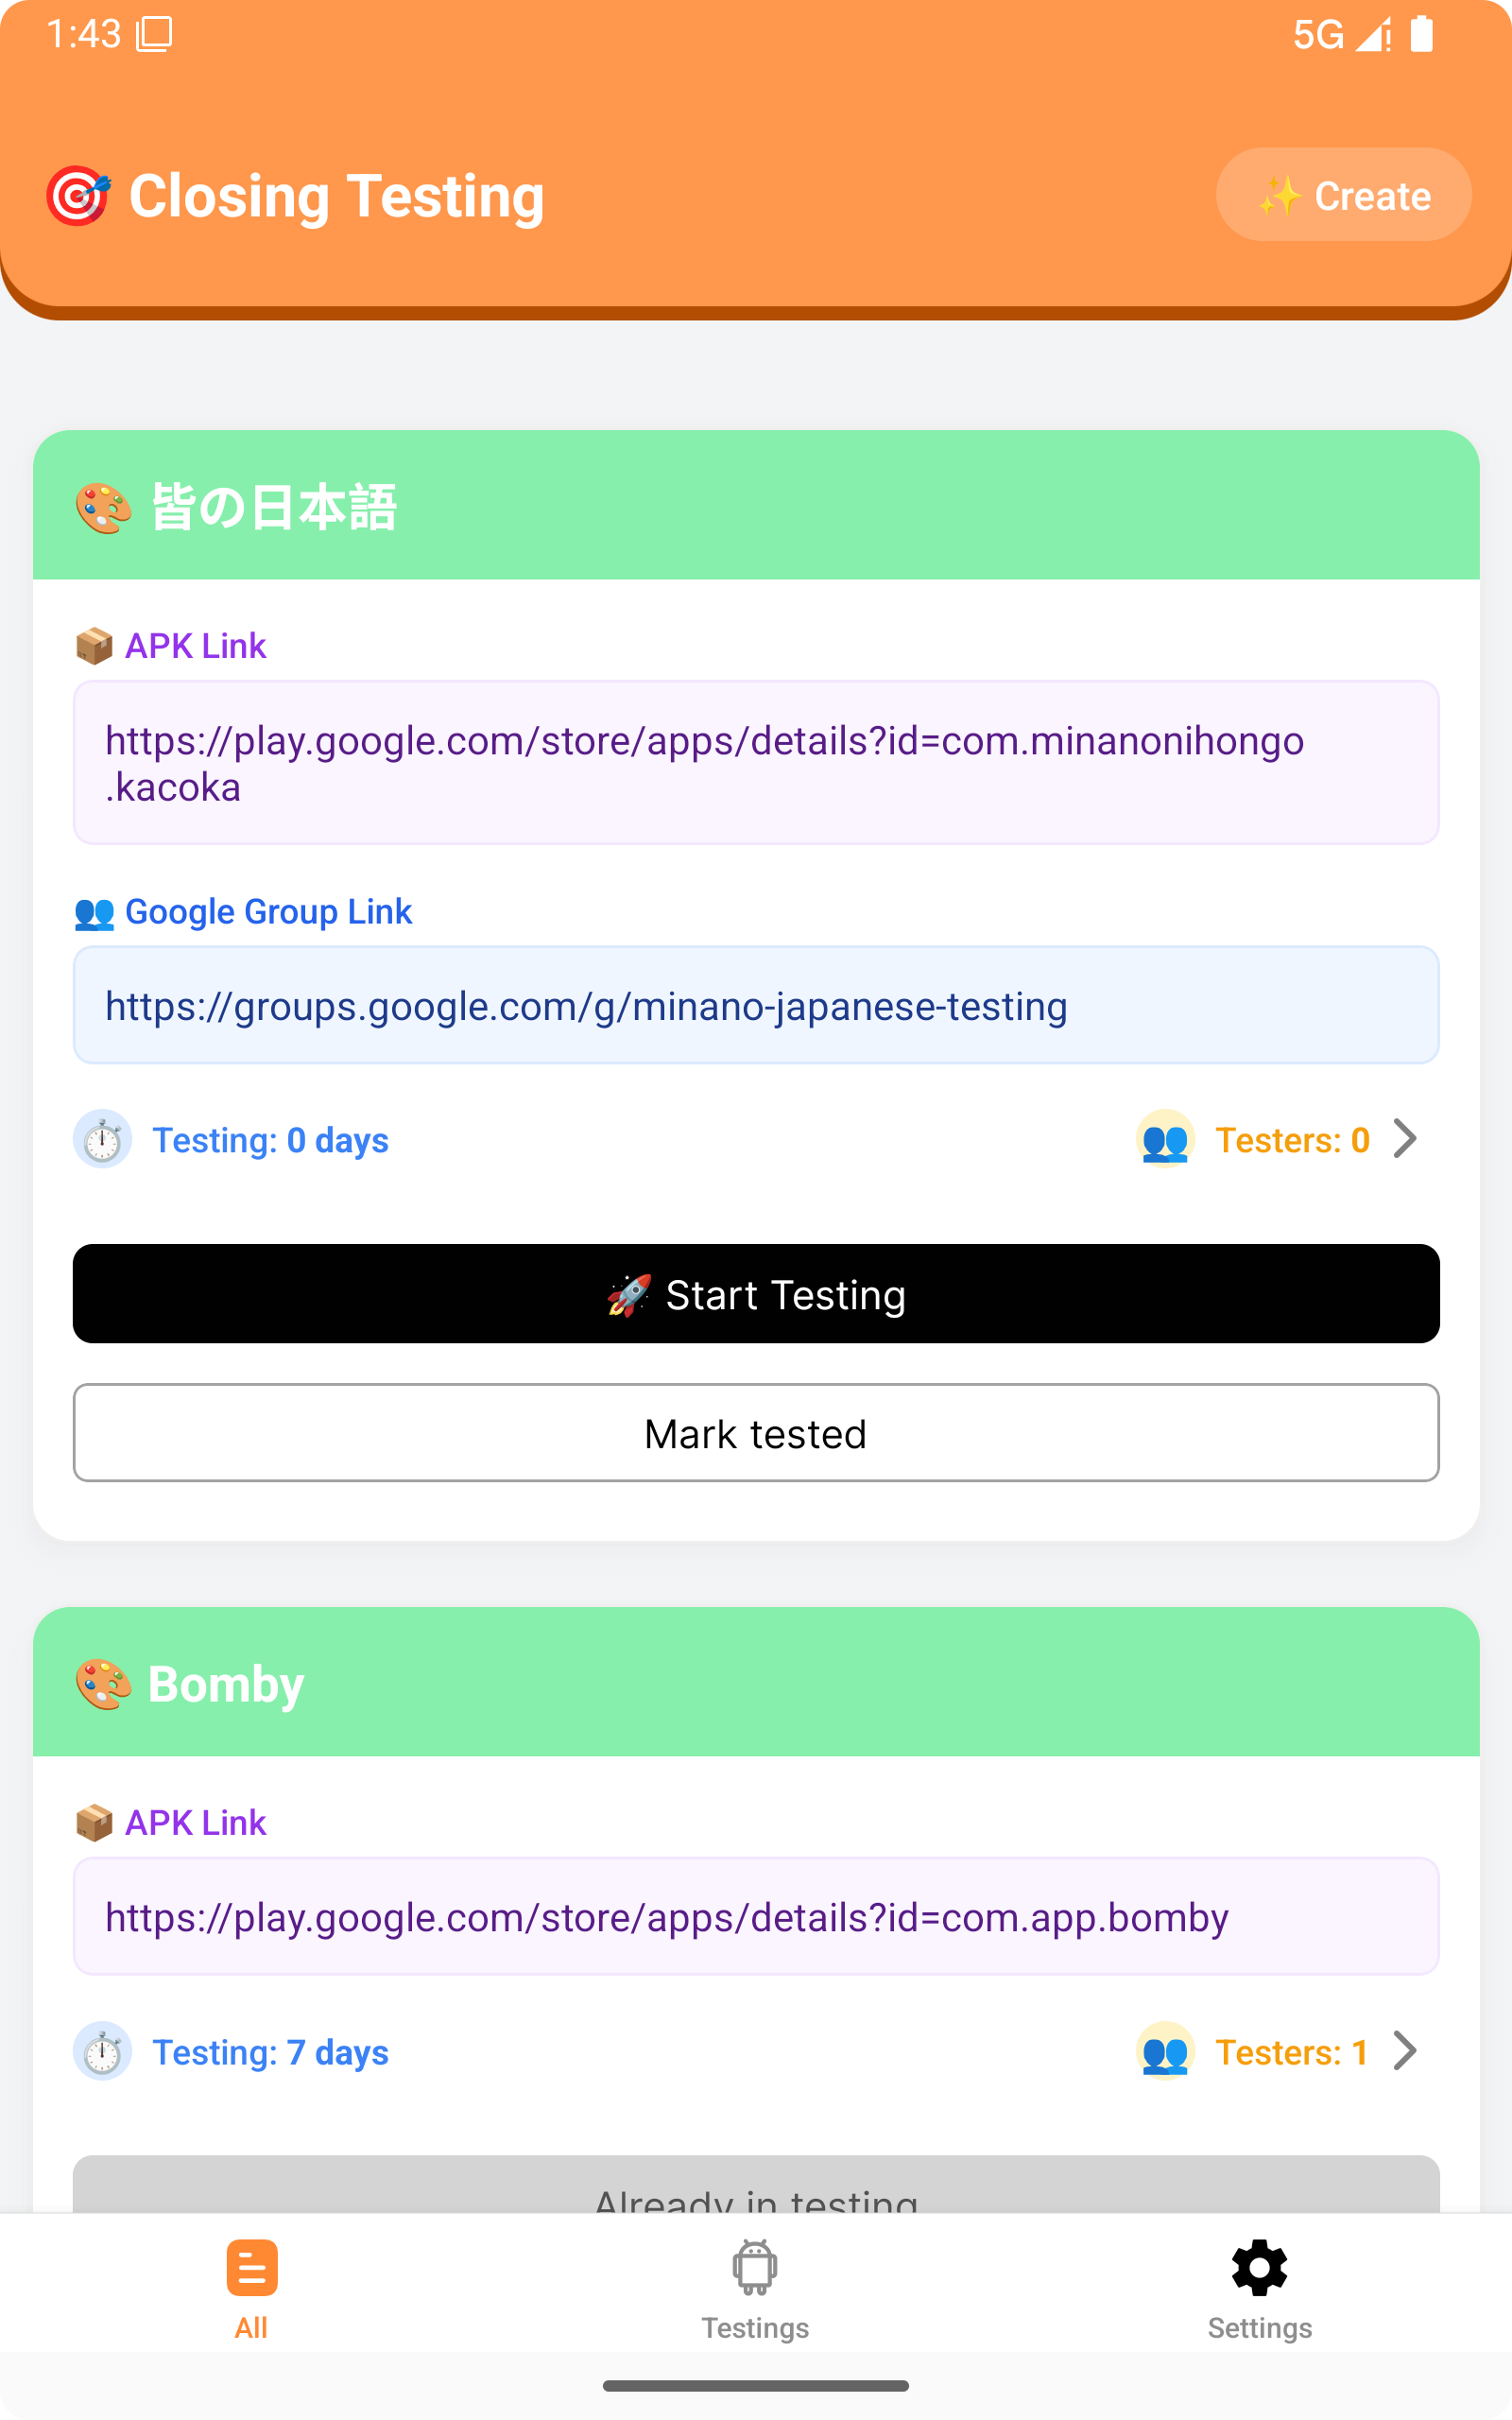 1:43 5G
🎯 Closing Testing
✨ Create
🎨 皆の日本語
📦 APK Link
https://play.google.com/store/apps/details?id=com.minanonihongo
.kacoka
👥 Google Group Link
https://groups.google.com/g/minano-japanese-testing
⏱️ Testing: 0 days 👥 Testers: 0
🚀 Start Testing
Mark tested
🎨 Bomby
📦 APK Link
https://play.google.com/store/apps/details?id=com.app.bomby
⏱️ Testing: 7 days 👥 Testers: 1
Already in testing
All Testings Settings